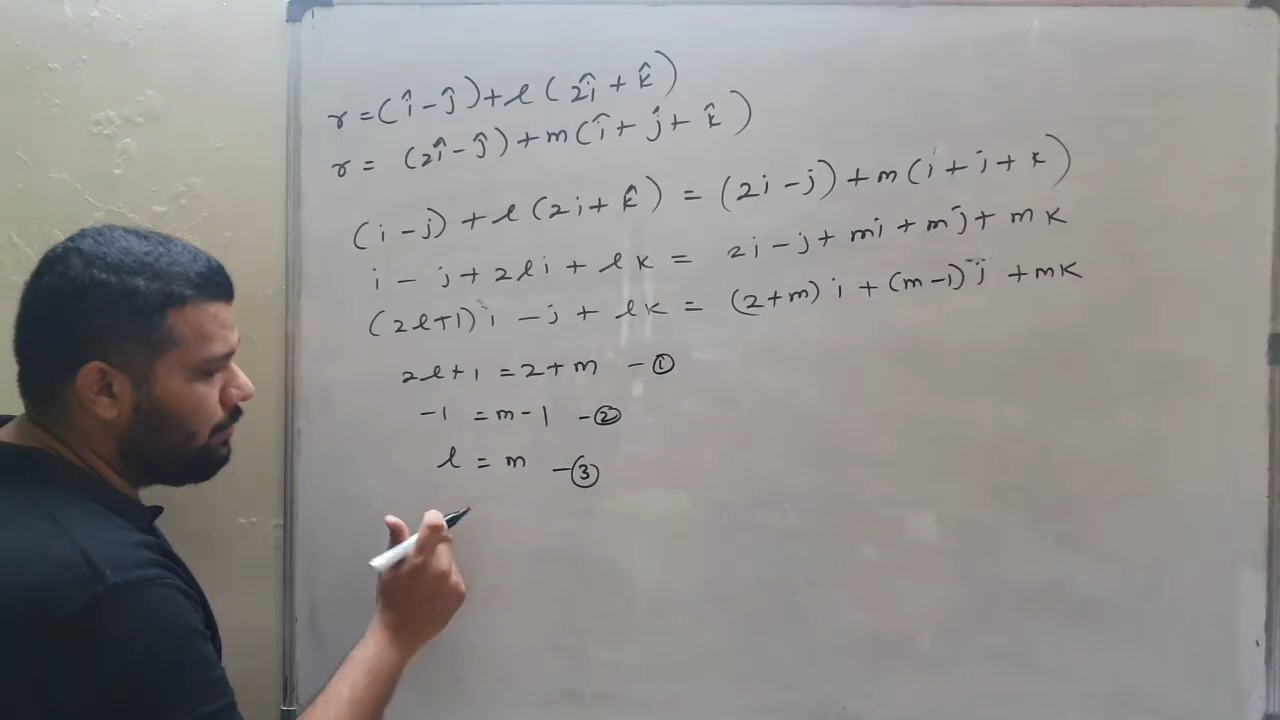 r = (î - ĵ) + l (2î + k̂)
r = (2î - ĵ) + m (î + ĵ + k̂)
(i - j) + l (2i + k̂) = (2i - j) + m (i + j + k)
i - j + 2li + lk = 2i - j + mi + mj + mk
(2l+1) i - j + lk = (2+m) i + (m-1) j + mk
2l+1 = 2+m - ①
-1 = m-1 - ②
l = m - ③